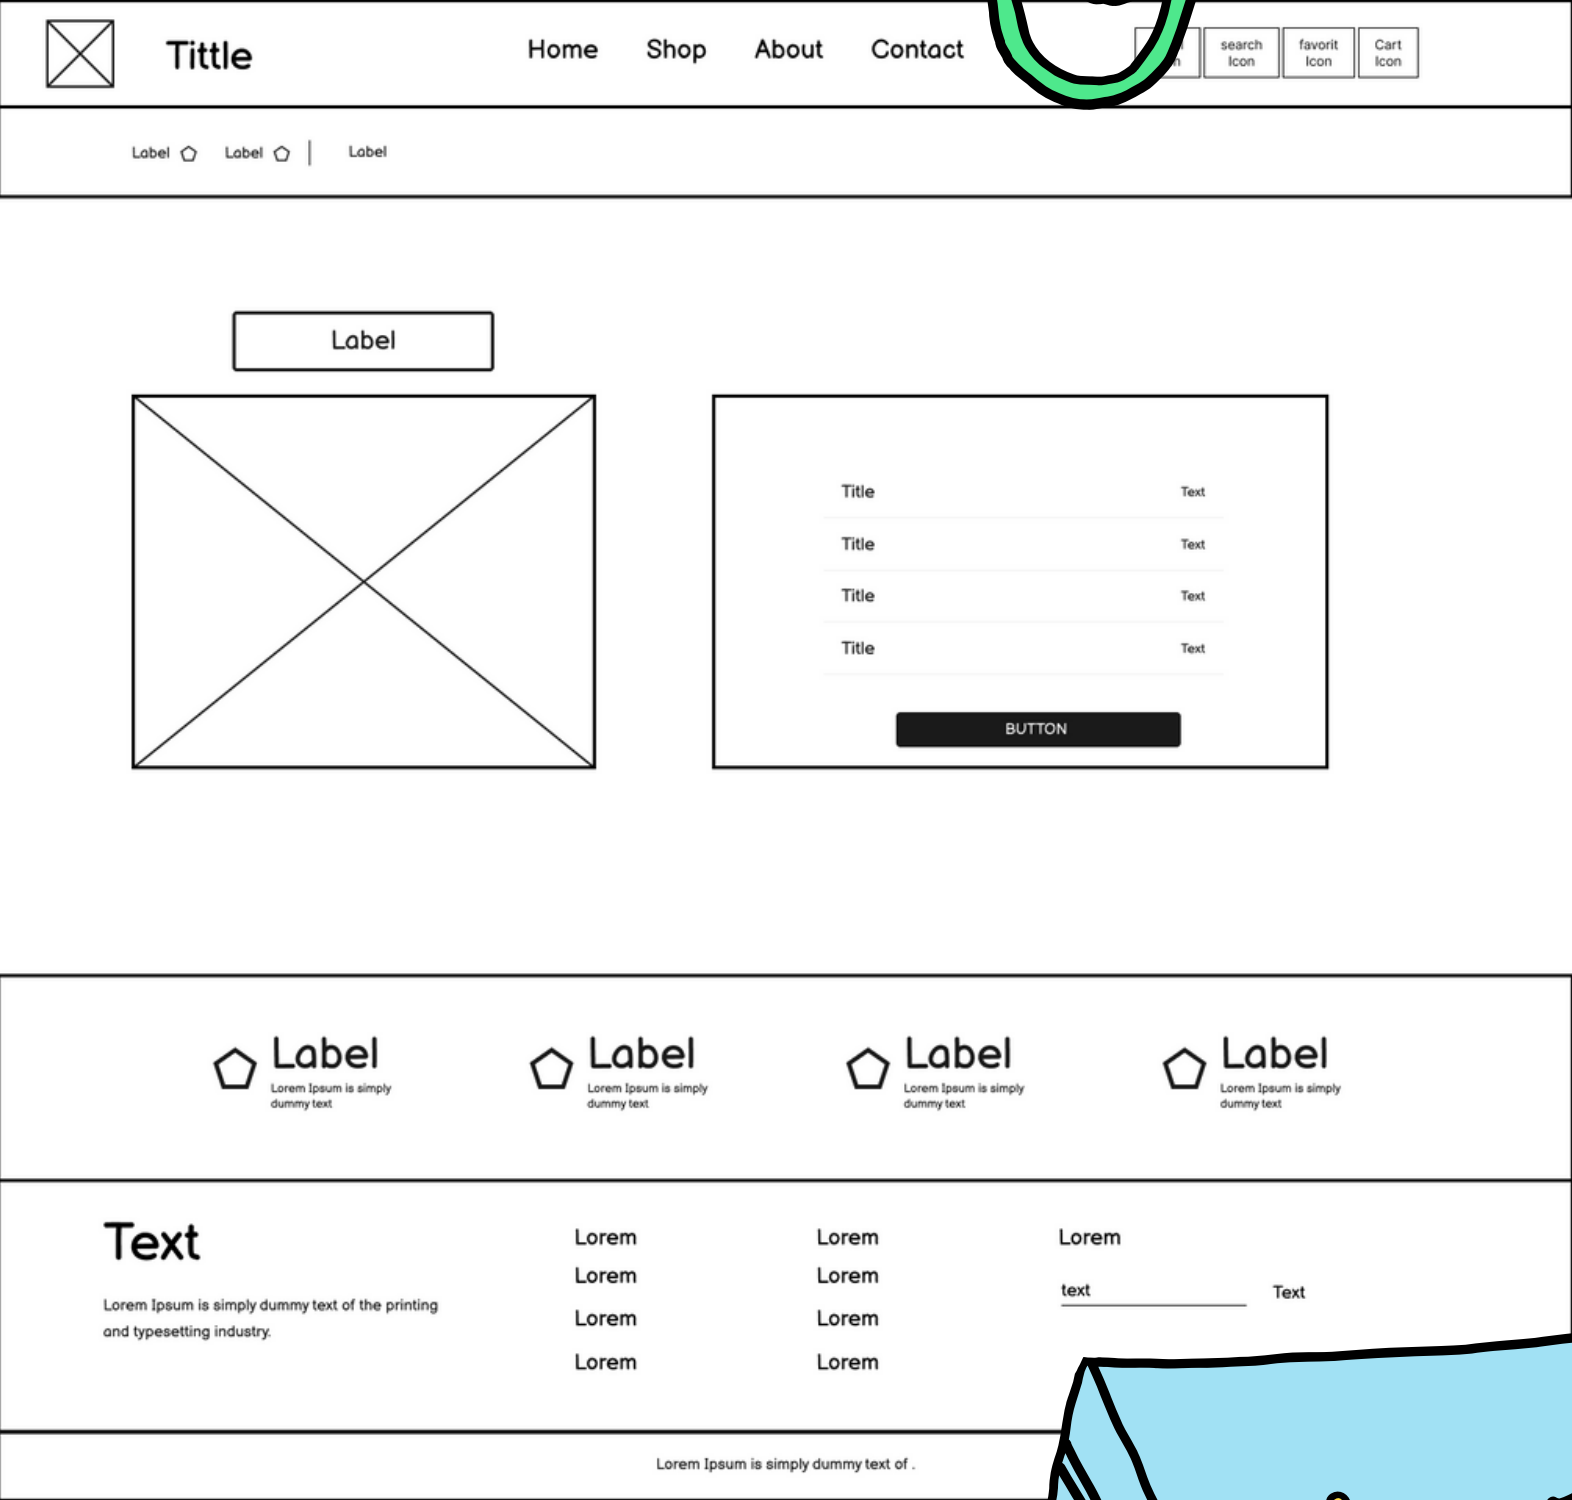 Tittle
Home Shop About Contact
search
Icon
favorit
Icon
Cart
Icon
Label Label Label
Label
Title Text
Title Text
Title Text
Title Text
BUTTON
Label
Lorem Ipsum is simply
dummy text
Label
Lorem Ipsum is simply
dummy text
Label
Lorem Ipsum is simply
dummy text
Label
Lorem Ipsum is simply
dummy text
Text
Lorem Ipsum is simply dummy text of the printing
and typesetting industry.
Lorem
Lorem
Lorem
Lorem
Lorem
Lorem
Lorem
Lorem
Lorem
text Text
Lorem Ipsum is simply dummy text of .